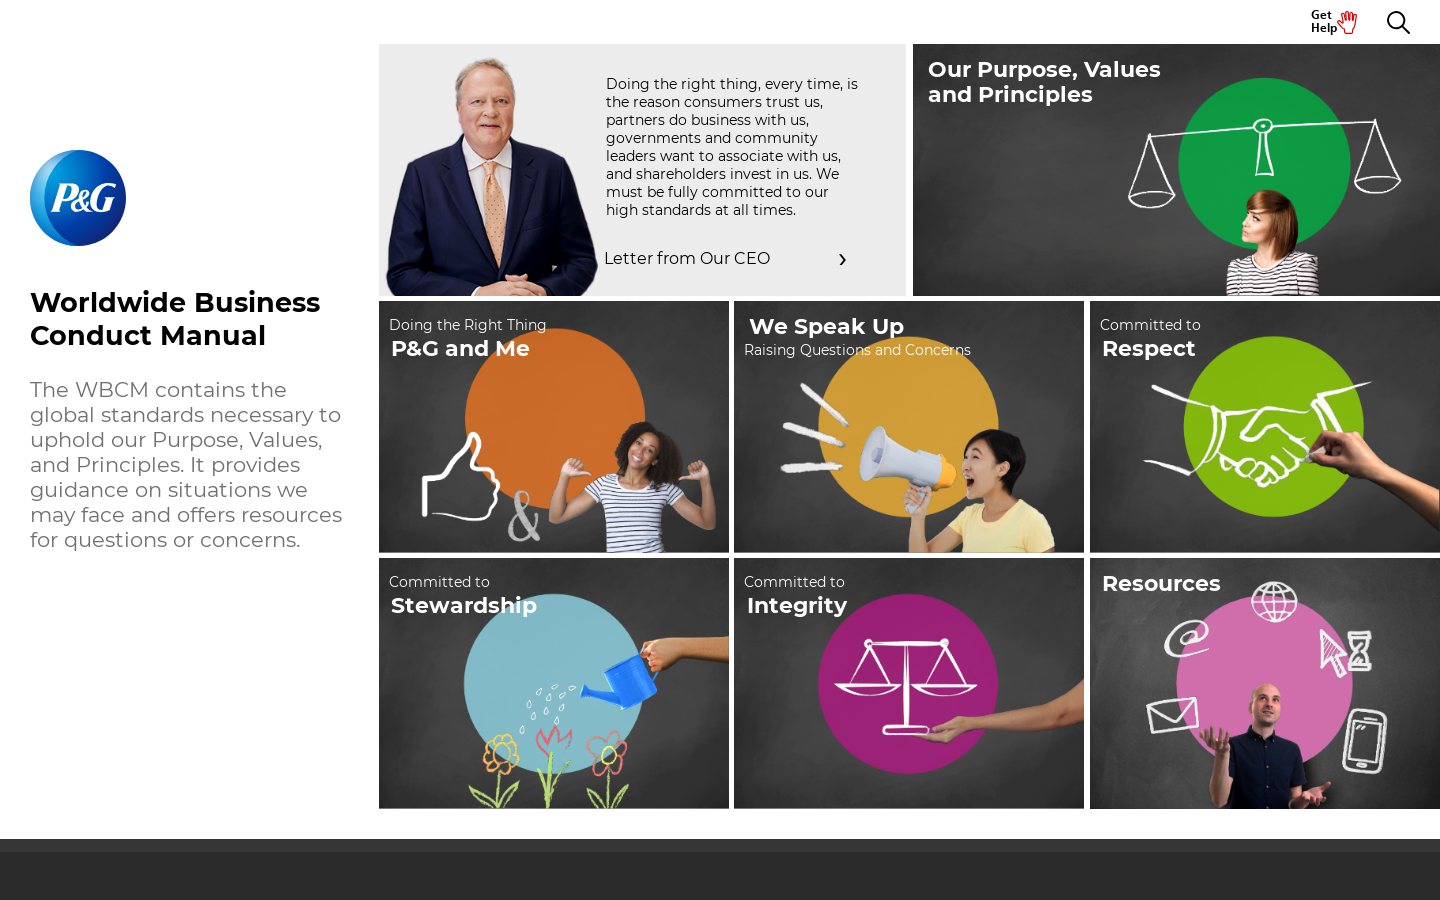 Get
Help
P&G
Worldwide Business
Conduct Manual
The WBCM contains the
global standards necessary to
uphold our Purpose, Values,
and Principles. It provides
guidance on situations we
may face and offers resources
for questions or concerns.
Doing the right thing, every time, is
the reason consumers trust us,
partners do business with us,
governments and community
leaders want to associate with us,
and shareholders invest in us. We
must be fully committed to our
high standards at all times.
Letter from Our CEO
Our Purpose, Values
and Principles
Doing the Right Thing
P&G and Me
&
We Speak Up
Raising Questions and Concerns
Committed to
Respect
Committed to
Stewardship
Committed to
Integrity
Resources
@